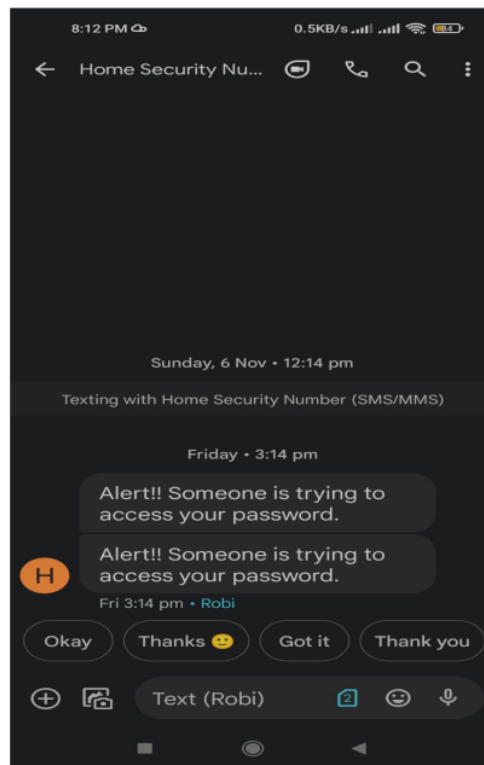 8:12 PM 0.5KB/s 84
Home Security Nu...
Sunday, 6 Nov • 12:14 pm
Texting with Home Security Number (SMS/MMS)
Friday • 3:14 pm
Alert!! Someone is trying to
access your password.
Alert!! Someone is trying to
access your password.
H
Fri 3:14 pm • Robi
Okay Thanks 🙂 Got it Thank you
Text (Robi) 2